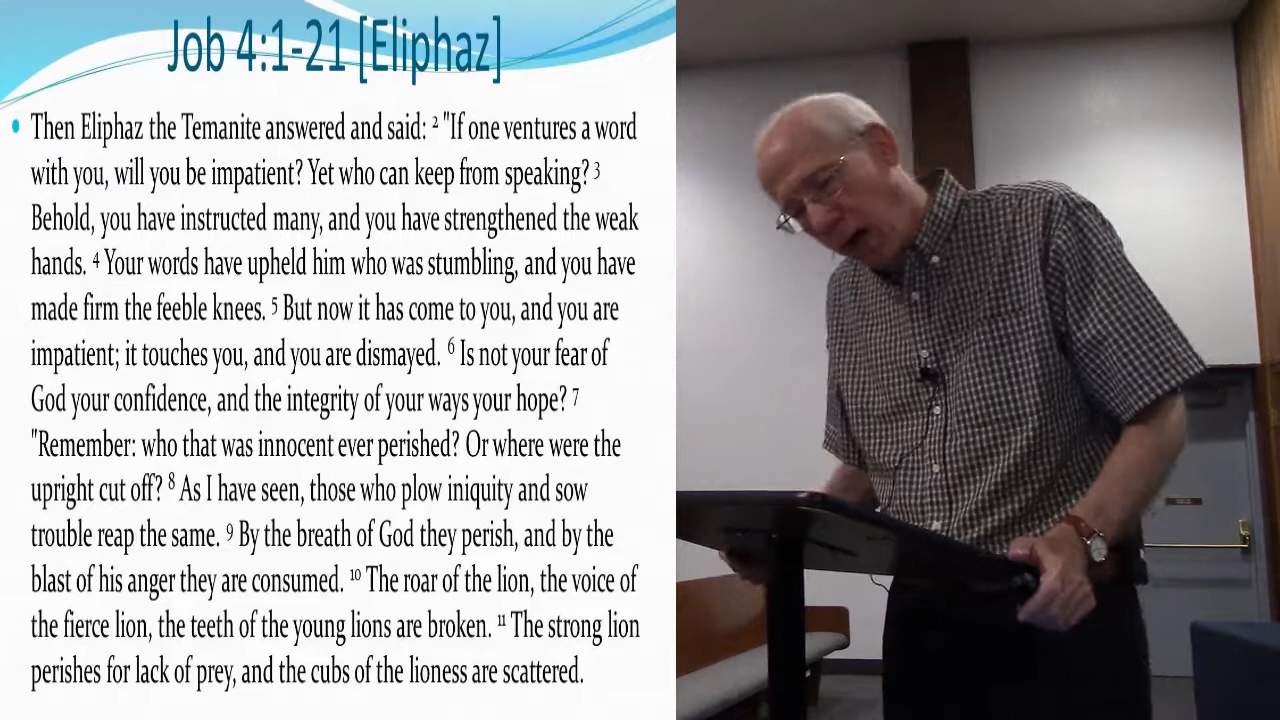 Job 4:1-21 [Eliphaz]
• Then Eliphaz the Temanite answered and said: ² "If one ventures a word
with you, will you be impatient? Yet who can keep from speaking? ³
Behold, you have instructed many, and you have strengthened the weak
hands. ⁴ Your words have upheld him who was stumbling, and you have
made firm the feeble knees. ⁵ But now it has come to you, and you are
impatient; it touches you, and you are dismayed. ⁶ Is not your fear of
God your confidence, and the integrity of your ways your hope? ⁷
"Remember: who that was innocent ever perished? Or where were the
upright cut off? ⁸ As I have seen, those who plow iniquity and sow
trouble reap the same. ⁹ By the breath of God they perish, and by the
blast of his anger they are consumed. ¹⁰ The roar of the lion, the voice of
the fierce lion, the teeth of the young lions are broken. ¹¹ The strong lion
perishes for lack of prey, and the cubs of the lioness are scattered.